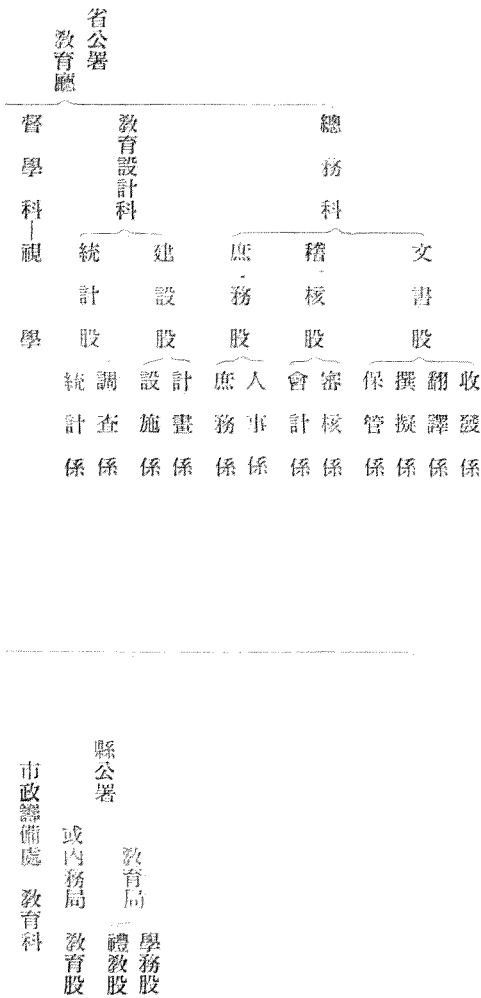 省公署
教育廳
總務科
文書股
收發係
翻譯係
撰擬係
保管係
稽核股
審核係
會計係
庶務股
人事係
庶務係
教育設計科
建設股
計畫係
設施係
統計股
調查係
統計係
督學科—視學
縣公署
教育局
學務股
禮教股
或內務局 教育股
市政籌備處 教育科